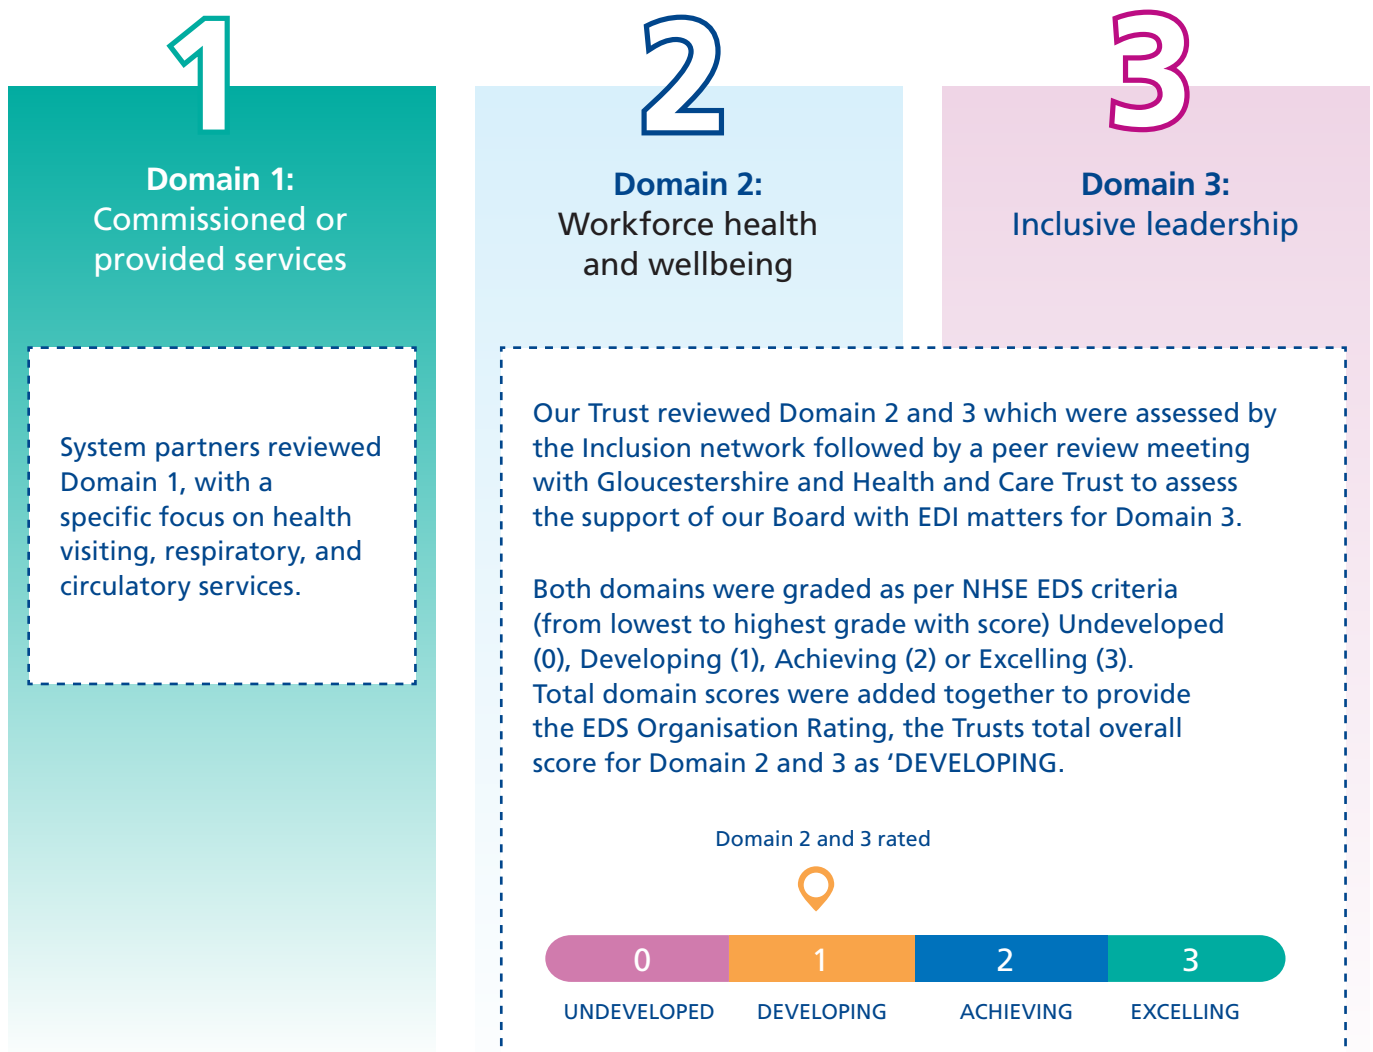 1
Domain 1:
Commissioned or
provided services
System partners reviewed
Domain 1, with a
specific focus on health
visiting, respiratory, and
circulatory services.
2
Domain 2:
Workforce health
and wellbeing
3
Domain 3:
Inclusive leadership
Our Trust reviewed Domain 2 and 3 which were assessed by
the Inclusion network followed by a peer review meeting
with Gloucestershire and Health and Care Trust to assess
the support of our Board with EDI matters for Domain 3.
Both domains were graded as per NHSE EDS criteria
(from lowest to highest grade with score) Undeveloped
(0), Developing (1), Achieving (2) or Excelling (3).
Total domain scores were added together to provide
the EDS Organisation Rating, the Trusts total overall
score for Domain 2 and 3 as ‘DEVELOPING.
Domain 2 and 3 rated
0 1 2 3
UNDEVELOPED DEVELOPING ACHIEVING EXCELLING